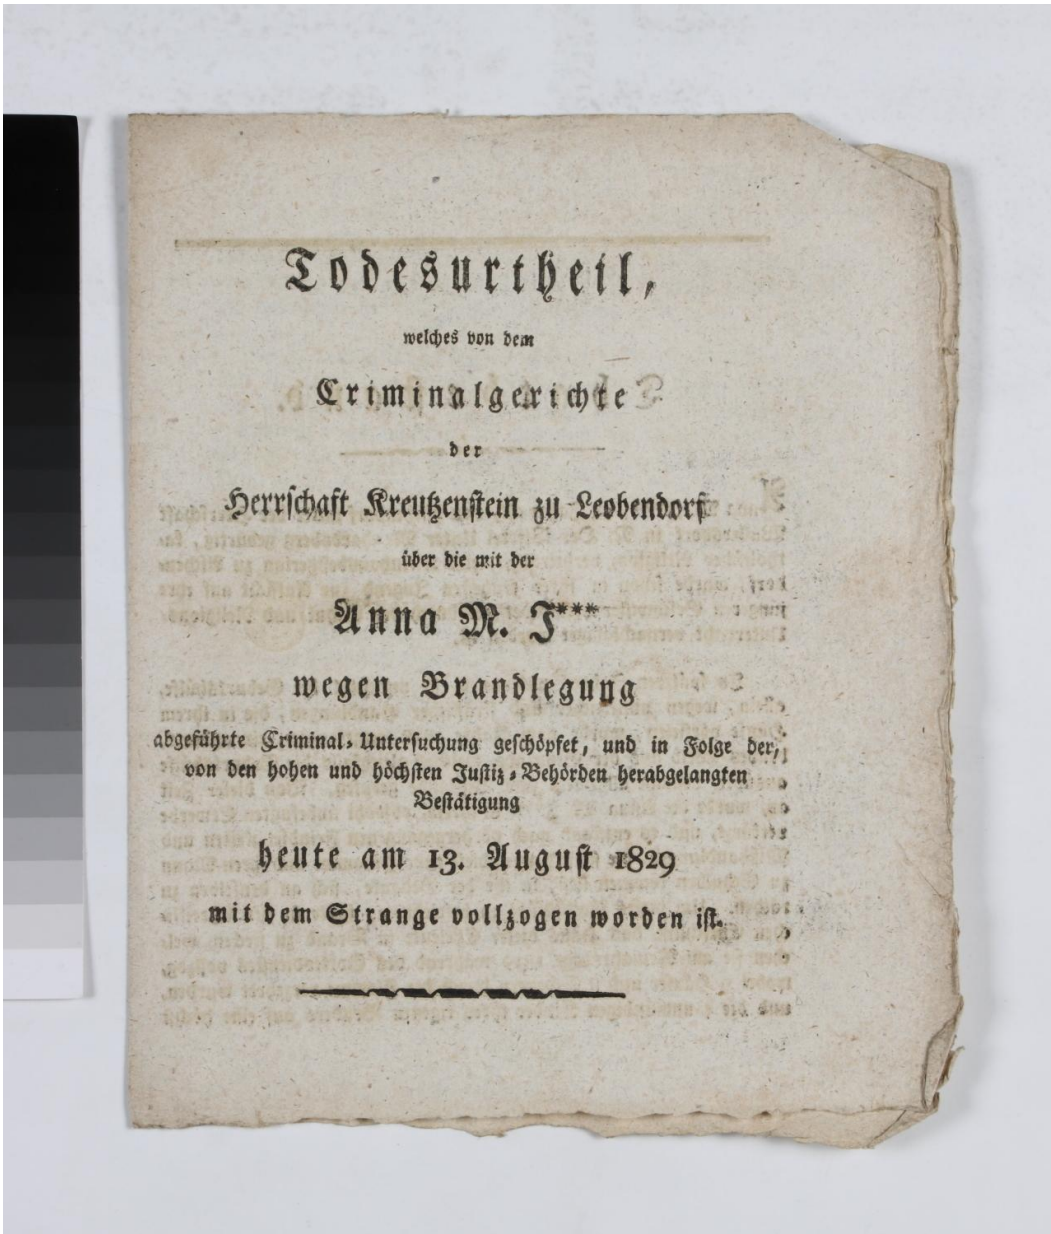 Todesurtheil,
welches von dem
Criminalgerichte
der
Herrschaft Kreutzenstein zu Leobendorf
über die mit der
Anna M. J***
wegen Brandlegung
abgeführte Criminal-Untersuchung geschöpfet, und in Folge der,
von den hohen und höchsten Justiz-Behörden herabgelangten
Bestätigung
heute am 13. August 1829
mit dem Strange vollzogen worden ist.